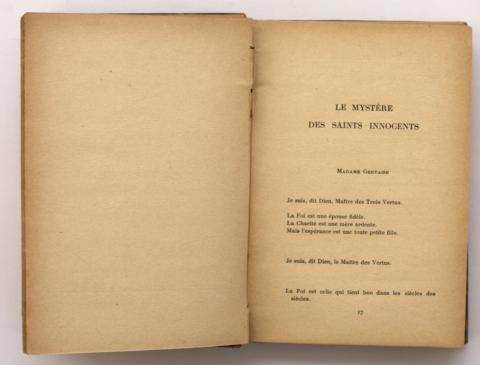 LE MYSTÈRE
DES SAINTS INNOCENTS
MADAME GERVAISE
Je suis, dit Dieu, Maître des Trois Vertus.
La Foi est une épouse fidèle.
La Charité est une mère ardente.
Mais l'espérance est une toute petite fille.
Je suis, dit Dieu, le Maître des Vertus.
La Foi est celle qui tient bon dans les siècles des
siècles.
17